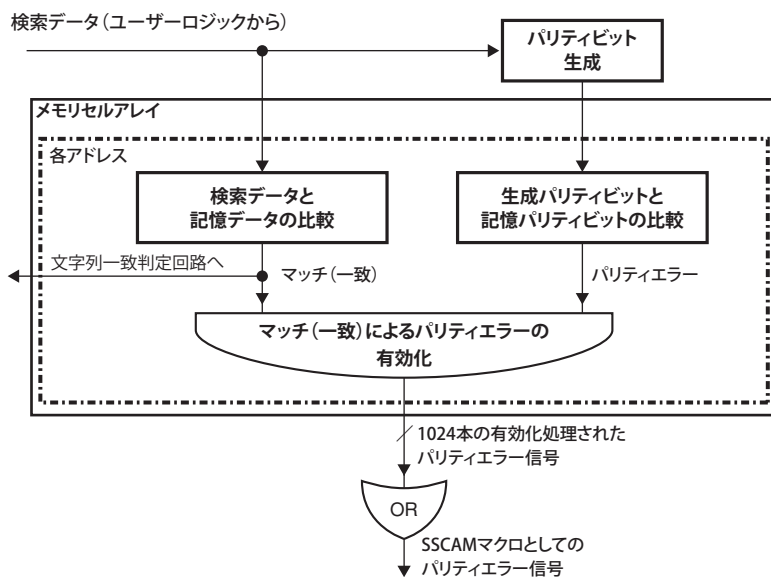 検索データ（ユーザーロジックから）
パリティビット
生成
メモリセルアレイ
各アドレス
検索データと
記憶データの比較
生成パリティビットと
記憶パリティビットの比較
文字列一致判定回路へ
マッチ（一致）
パリティエラー
マッチ（一致）によるパリティエラーの
有効化
1024本の有効化処理された
パリティエラー信号
OR
SSCAMマクロとしての
パリティエラー信号